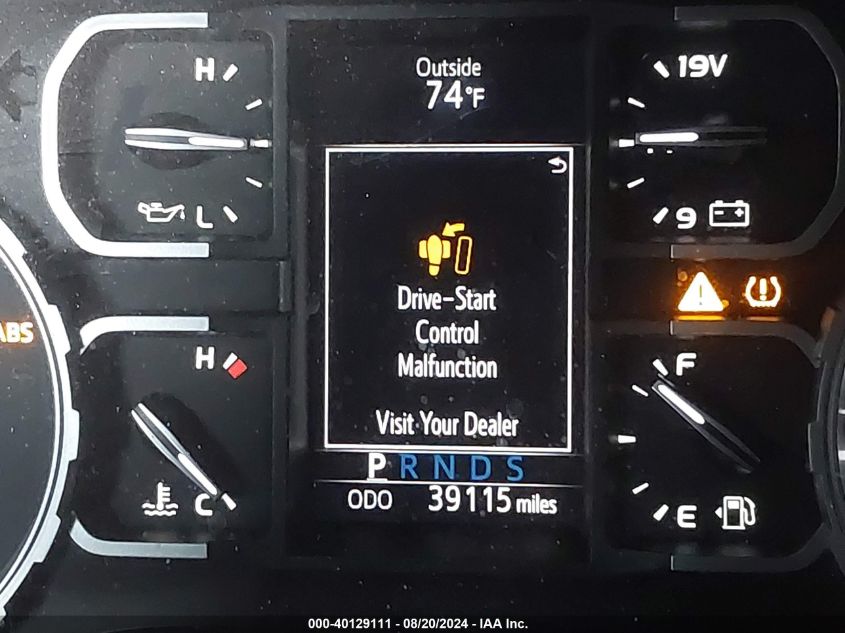 Outside
74°F
H
L
19V
9
Drive-Start
Control
Malfunction
Visit Your Dealer
ABS
H
C
F
E
P R N D S
ODO 39115 miles
000-40129111 - 08/20/2024 - IAA Inc.